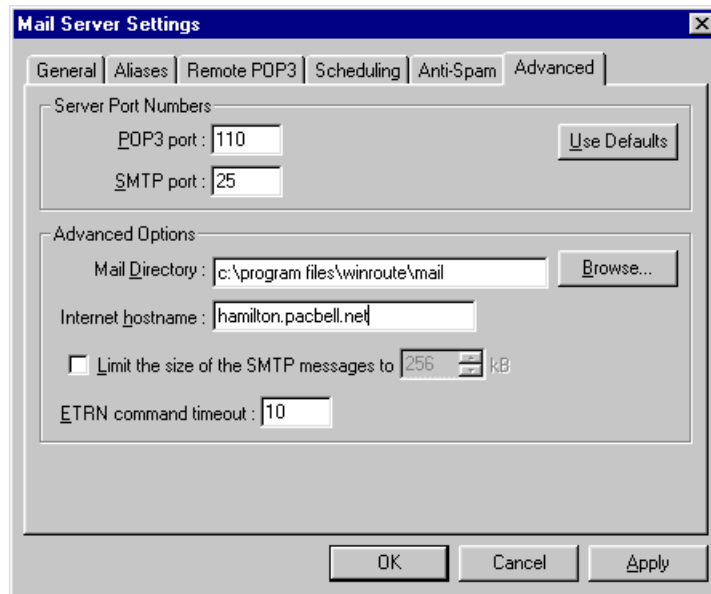 Mail Server Settings
General Aliases Remote POP3 Scheduling Anti-Spam Advanced
Server Port Numbers
POP3 port : 110
Use Defaults
SMTP port : 25
Advanced Options
Mail Directory : c:\program files\winroute\mail Browse...
Internet hostname : hamilton.pacbell.net
Limit the size of the SMTP messages to 256 kB
ETRN command timeout : 10
OK Cancel Apply